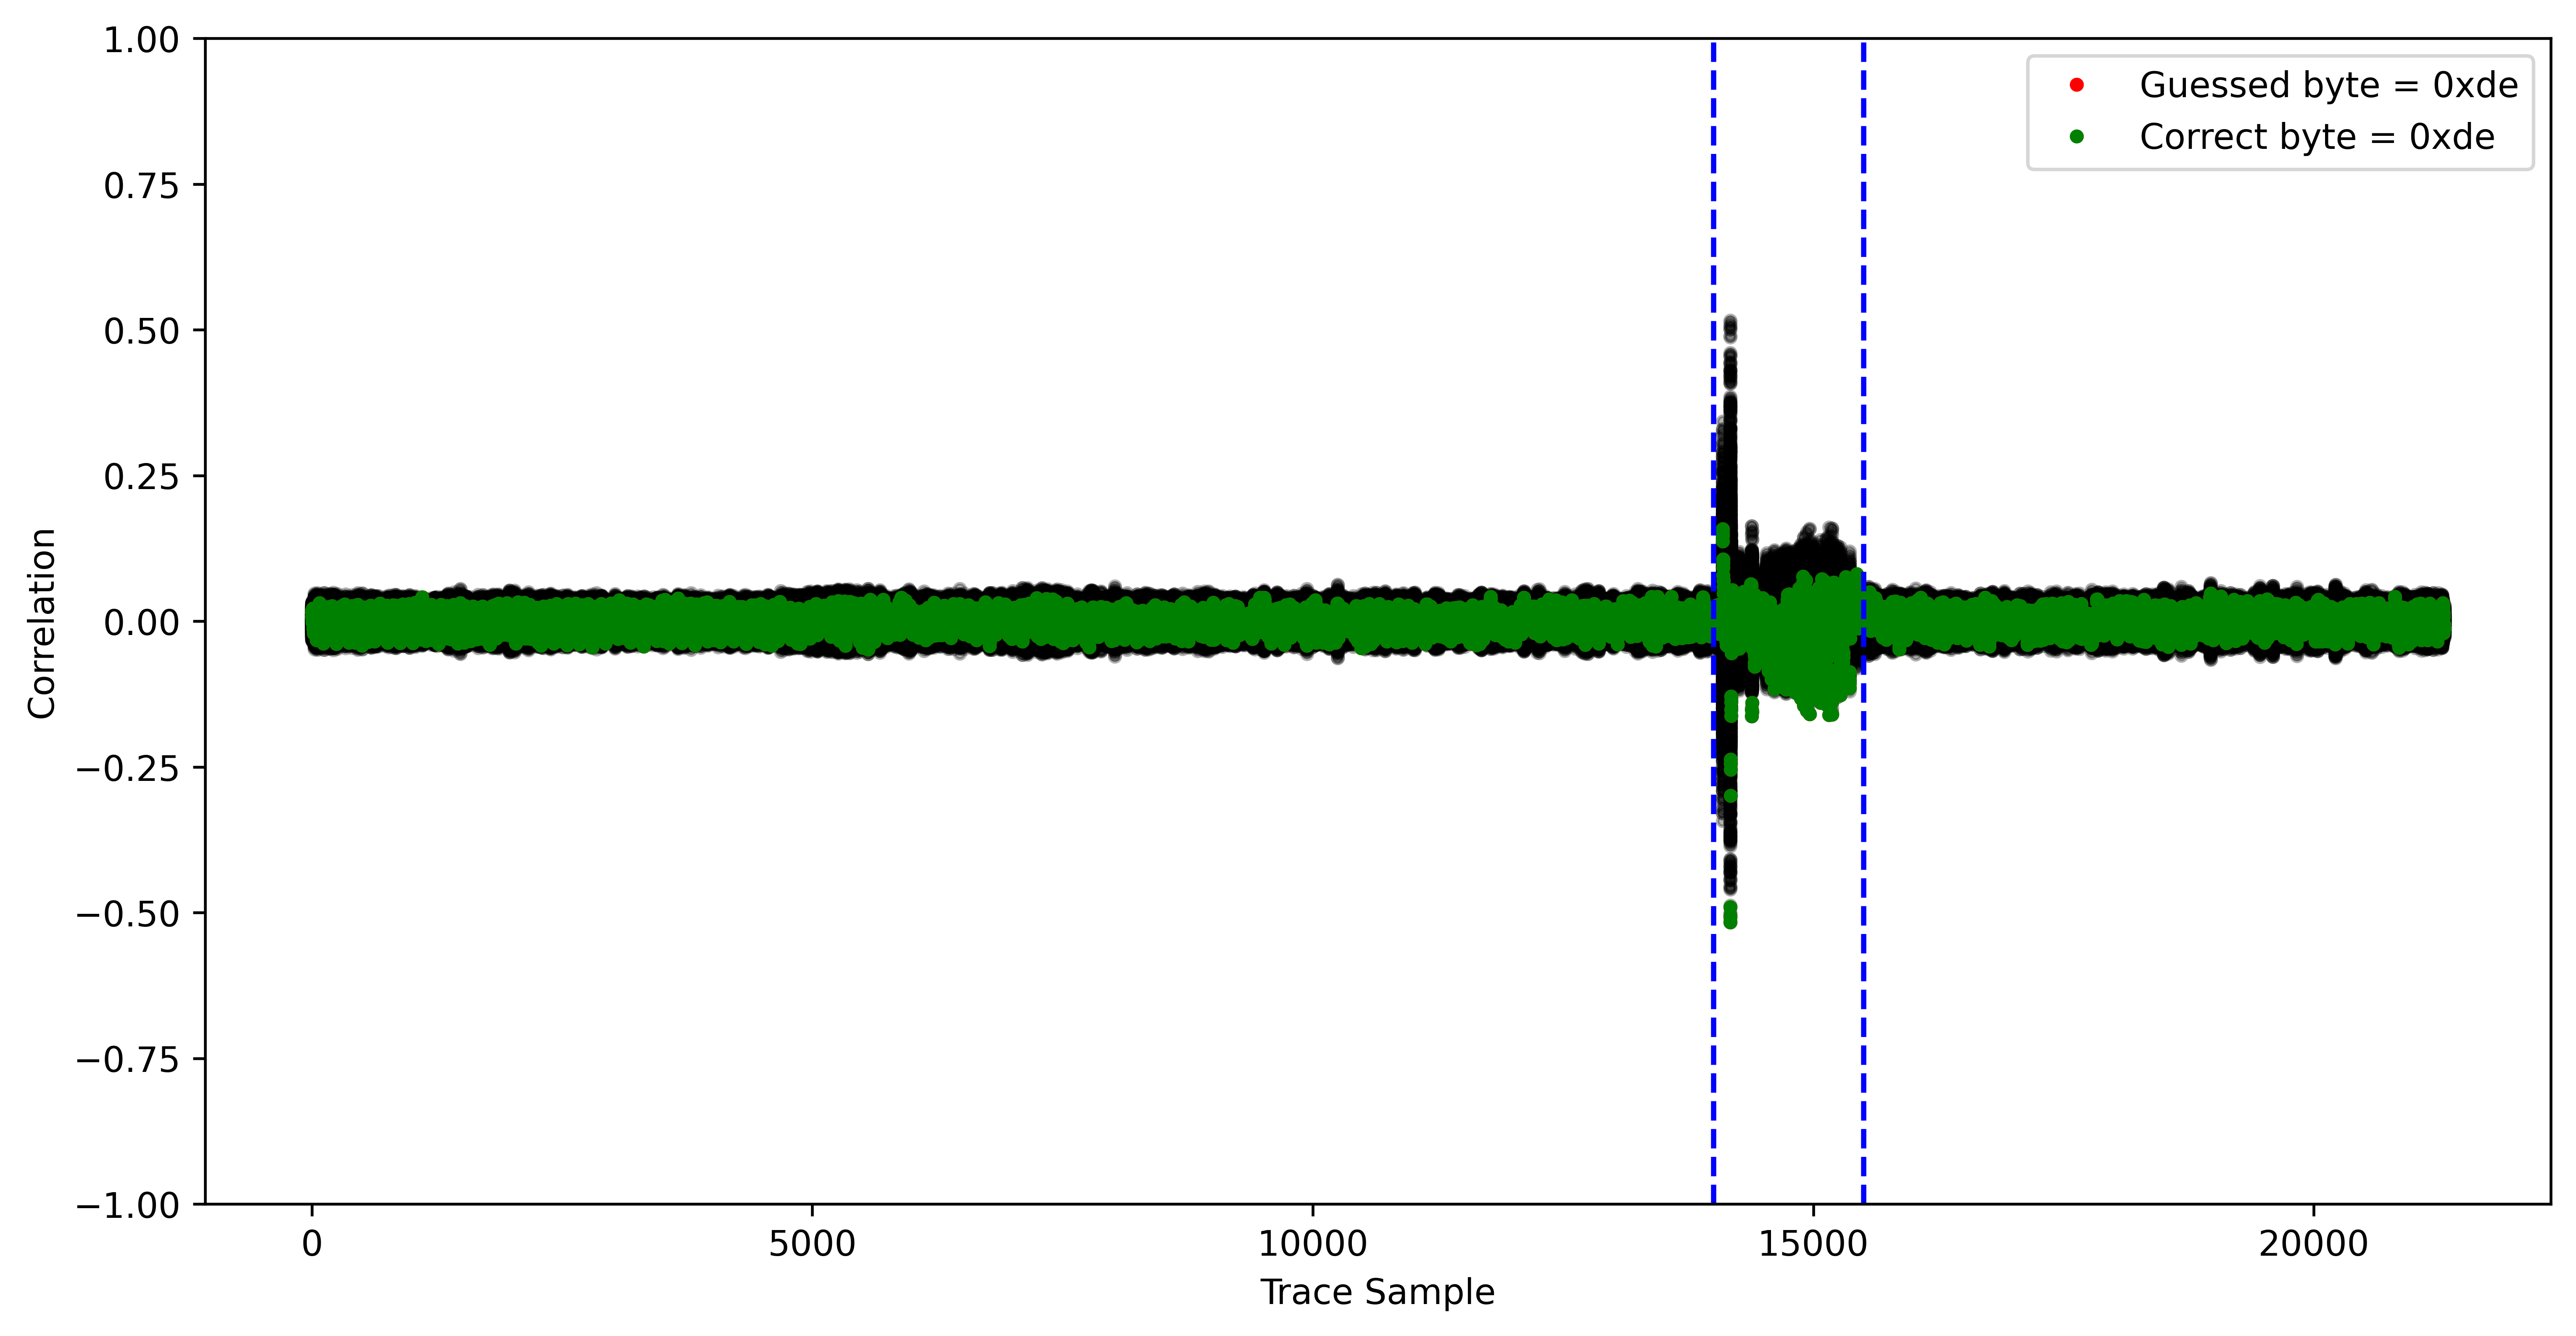 1.00
0.75
0.50
0.25
0.00
−0.25
−0.50
−0.75
−1.00
Correlation
Guessed byte = 0xde
Correct byte = 0xde
0 5000 10000 15000 20000
Trace Sample